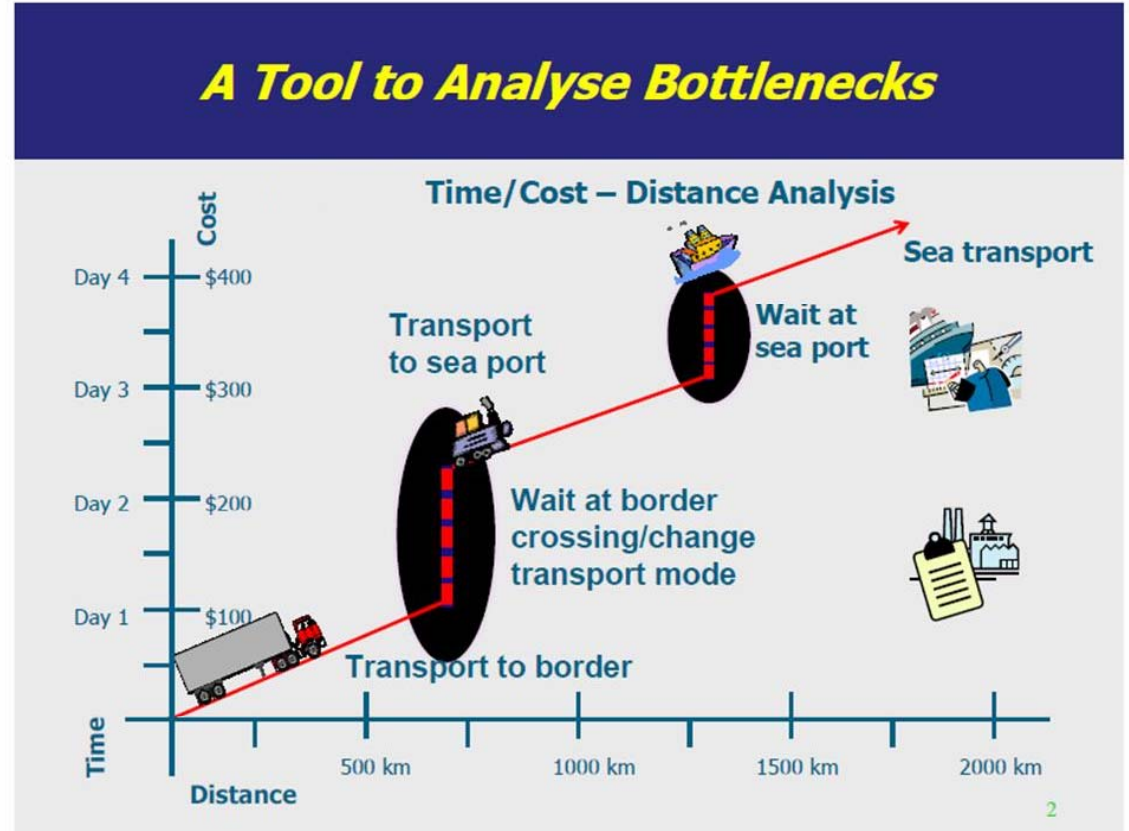 A Tool to Analyse Bottlenecks
Time/Cost – Distance Analysis
Cost
Sea transport
Day 4
$400
Transport
to sea port
Wait at
sea port
Day 3
$300
Day 2
$200
Wait at border
crossing/change
transport mode
Day 1
$100
Transport to border
Time
500 km
1000 km
1500 km
2000 km
Distance
2